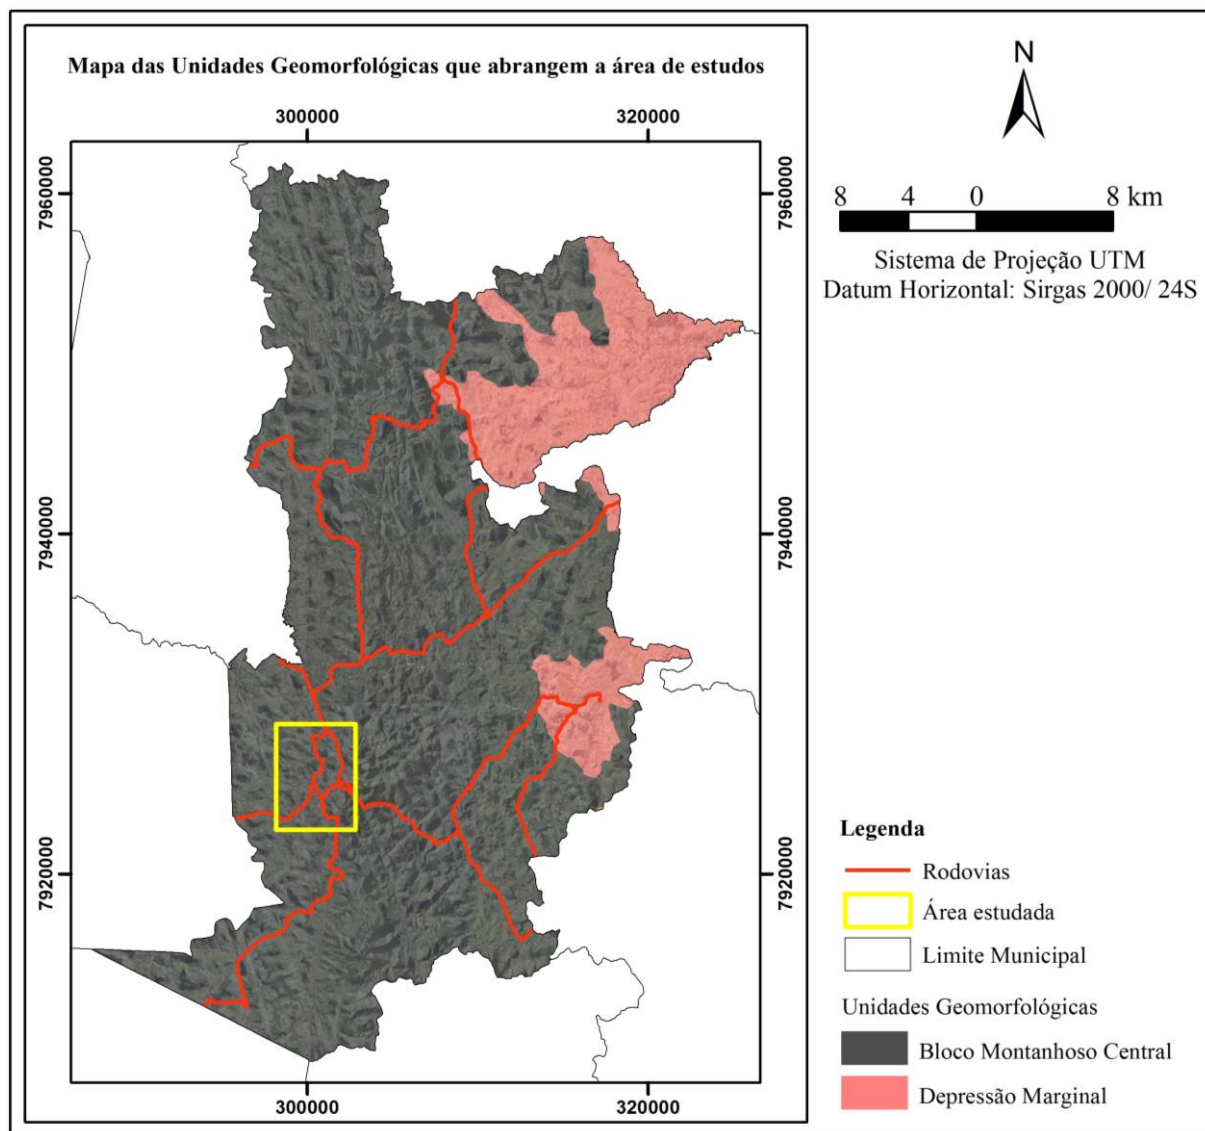 Mapa das Unidades Geomorfológicas que abrangem a área de estudos
300000
320000
7960000
7960000
7940000
7940000
7920000
7920000
300000
320000
N
8 4 0 8 km
Sistema de Projeção UTM
Datum Horizontal: Sirgas 2000/ 24S
Legenda
Rodovias
Área estudada
Limite Municipal
Unidades Geomorfológicas
Bloco Montanhoso Central
Depressão Marginal